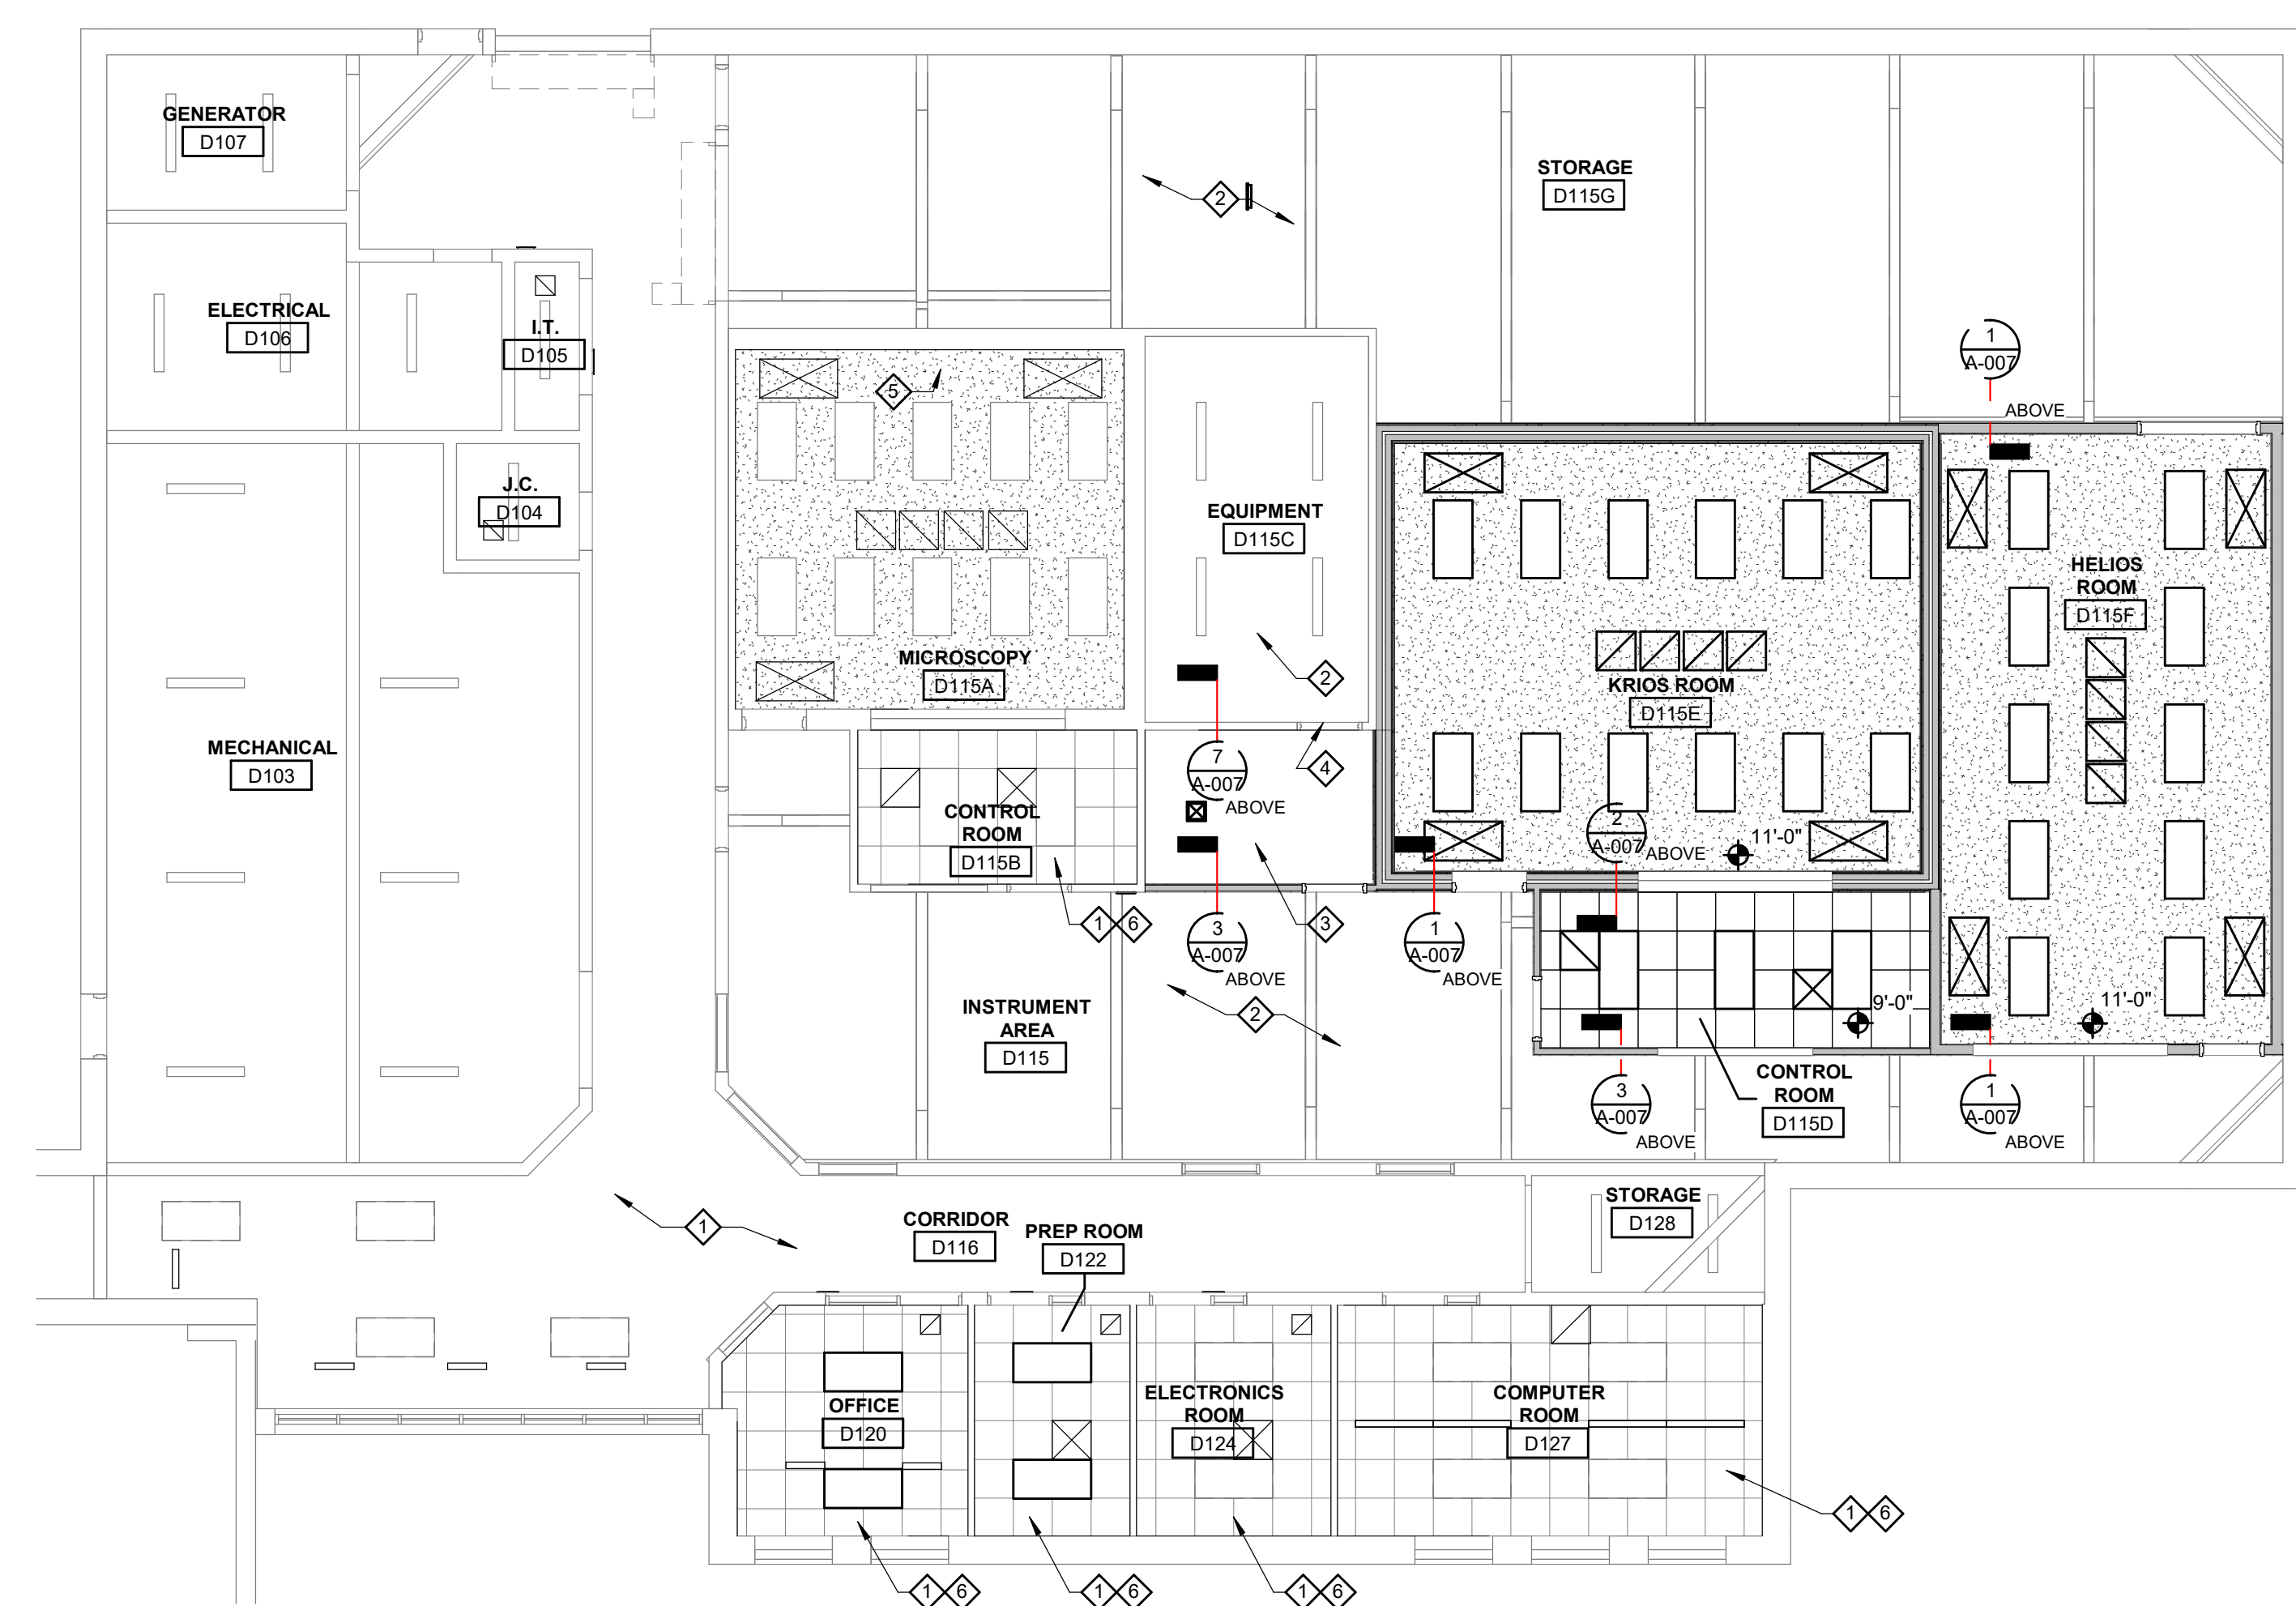 GENERATOR
D107
STORAGE
D115G
2
ELECTRICAL
D106
I.T.
D105
1
A-007
ABOVE
5
J.C.
D104
EQUIPMENT
D115C
HELIOS
ROOM
D115F
MICROSCOPY
D115A
2
KRIOS ROOM
D115E
MECHANICAL
D103
7
A-007
ABOVE
4
CONTROL
ROOM
D115B
2
A-007
ABOVE
11'-0"
1
6
3
A-007
ABOVE
3
1
A-007
ABOVE
INSTRUMENT
AREA
D115
2
9'-0"
11'-0"
3
A-007
ABOVE
CONTROL
ROOM
D115D
1
A-007
ABOVE
1
CORRIDOR
D116
PREP ROOM
D122
STORAGE
D128
OFFICE
D120
ELECTRONICS
ROOM
D124
COMPUTER
ROOM
D127
1
6
1
6
1
6
1
6